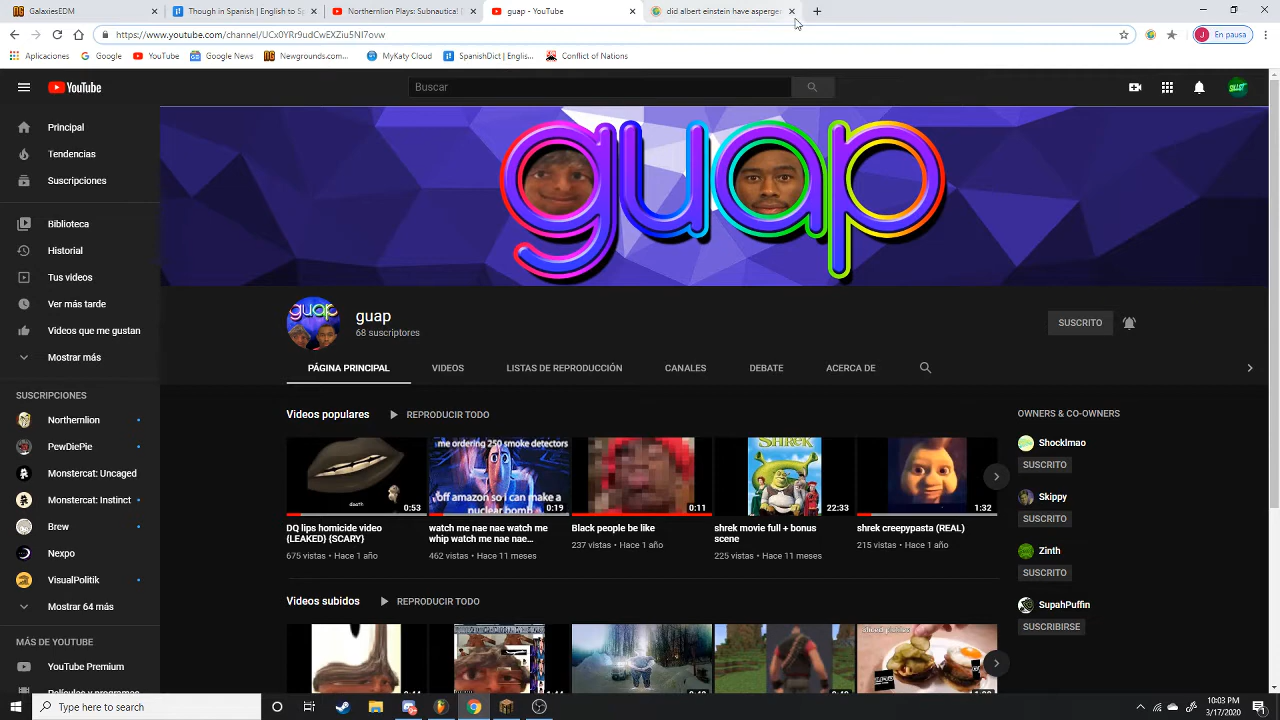 GalaxiesEDM
Though in Spanish | English to Sp
Northernlion Plays: Subnautica!
guap - YouTube
did albert einstein have asperger
https://www.youtube.com/channel/UCx0YRr9udCwEXZiu5NI7ovw
En pausa
Aplicaciones
Google
YouTube
Google News
Newgrounds.com...
MyKaty Cloud
SpanishDict | Englis...
Conflict of Nations
YouTube
Buscar
SILLIST
guap
Principal
Tendencias
Suscripciones
Biblioteca
Historial
Tus videos
Ver más tarde
Videos que me gustan
Mostrar más
SUSCRIPCIONES
Northernlion
PewDiePie
Monstercat: Uncaged
Monstercat: Instinct
Brew
Nexpo
VisualPolitik
Mostrar 64 más
MÁS DE YOUTUBE
YouTube Premium
Películas y programas
guap
guap
68 suscriptores
SUSCRITO
PÁGINA PRINCIPAL
VIDEOS
LISTAS DE REPRODUCCIÓN
CANALES
DEBATE
ACERCA DE
Videos populares
REPRODUCIR TODO
death
0:53
DQ lips homicide video
{LEAKED} {SCARY}
675 vistas • Hace 1 año
me ordering 250 smoke detectors
off amazon so i can make a
nuclear bomb
0:19
watch me nae nae watch me
whip watch me nae nae...
462 vistas • Hace 11 meses
0:11
Black people be like
237 vistas • Hace 1 año
SHREK
22:33
shrek movie full + bonus
scene
225 vistas • Hace 11 meses
1:32
shrek creepypasta (REAL)
215 vistas • Hace 1 año
Videos subidos
REPRODUCIR TODO
OWNERS & CO-OWNERS
Shocklmao
SUSCRITO
Skippy
SUSCRITO
Zinth
SUSCRITO
SupahPuffin
SUSCRIBIRSE
Type here to search
10:03 PM
3/17/2020